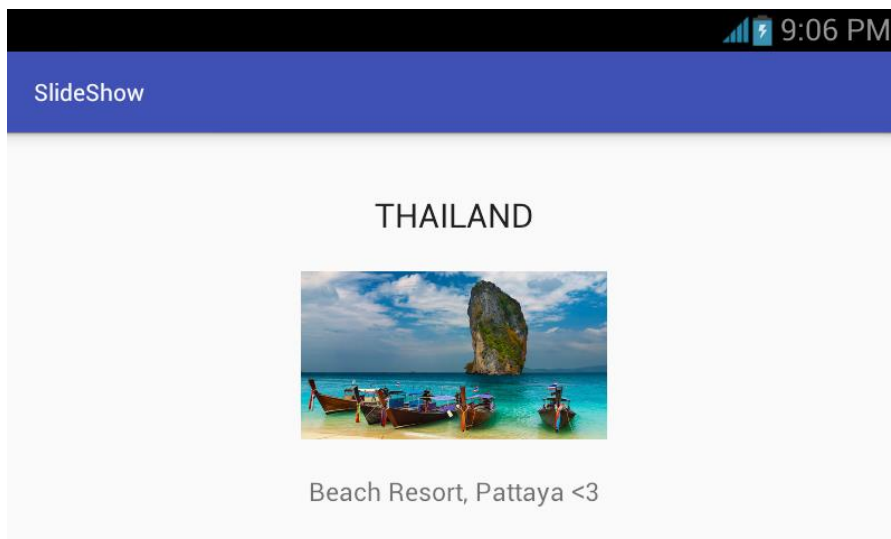 9:06 PM
SlideShow
THAILAND
Beach Resort, Pattaya <3